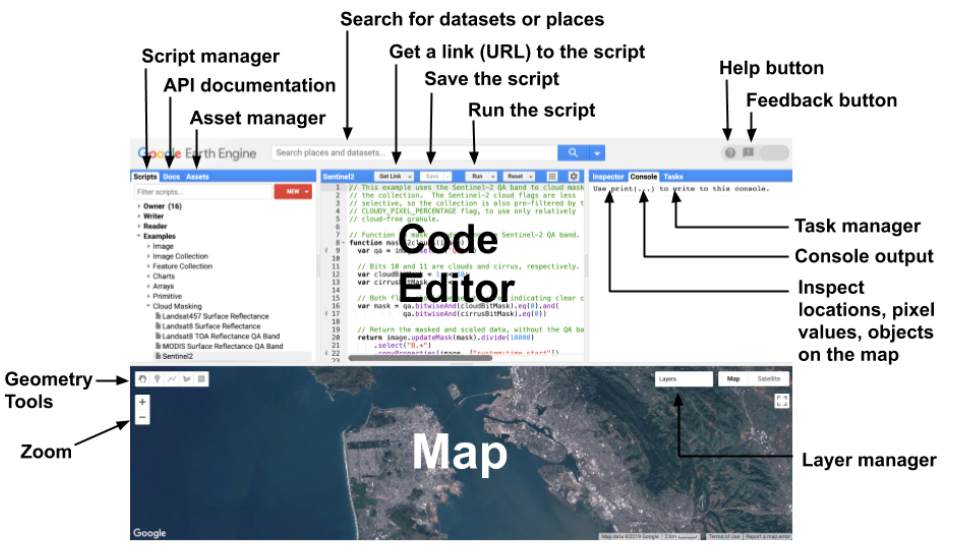 Search for datasets or places
Get a link (URL) to the script
Script manager
Save the script
Help button
API documentation
Run the script
Feedback button
Asset manager
Google Earth Engine
Search places and datasets...
Scripts Docs Assets
Filter scripts...
NEW
Owner (16)
Writer
Reader
Examples
Image
Image Collection
Feature Collection
Charts
Arrays
Primitive
Cloud Masking
Landsat457 Surface Reflectance
Landsat8 Surface Reflectance
Landsat8 TOA Reflectance QA Band
MODIS Surface Reflectance QA Band
Sentinel2
Sentinel2 Get Link Save Run Reset
1 // This example uses the Sentinel-2 QA band to cloud mask
2 // the collection. The Sentinel-2 cloud flags are less
3 // selective, so the collection is also pre-filtered by t
4 // CLOUDY_PIXEL_PERCENTAGE flag, to use only relatively
5 // cloud-free granule.
6
7 // Function Sentinel-2 QA band.
8 function
i 9 var qa =
10
11 // Bits 10 and 11 are clouds and cirrus, respectively.
12 var
13 var
14
15 // Both indicating clear c
16 var mask = qa.bitwiseAnd(cloudBitMask).eq(0).and(
i 17 qa.bitwiseAnd(cirrusBitMask).eq(0)
18
19 // Return the masked and scaled data, without the QA ba
20 return image.updateMask(mask).divide(10000)
21 .select("B.*")
i 22 .copyProperties(image, ["system:time_start"])
23
Code
Editor
Inspector Console Tasks
Use print(...) to write to this console.
Task manager
Console output
Inspect
locations, pixel
values, objects
on the map
Geometry
Tools
Zoom
+
−
Layers
Map Satellite
Map
Layer manager
Google
Map data ©2019 Google 2 km Terms of Use Report a map error